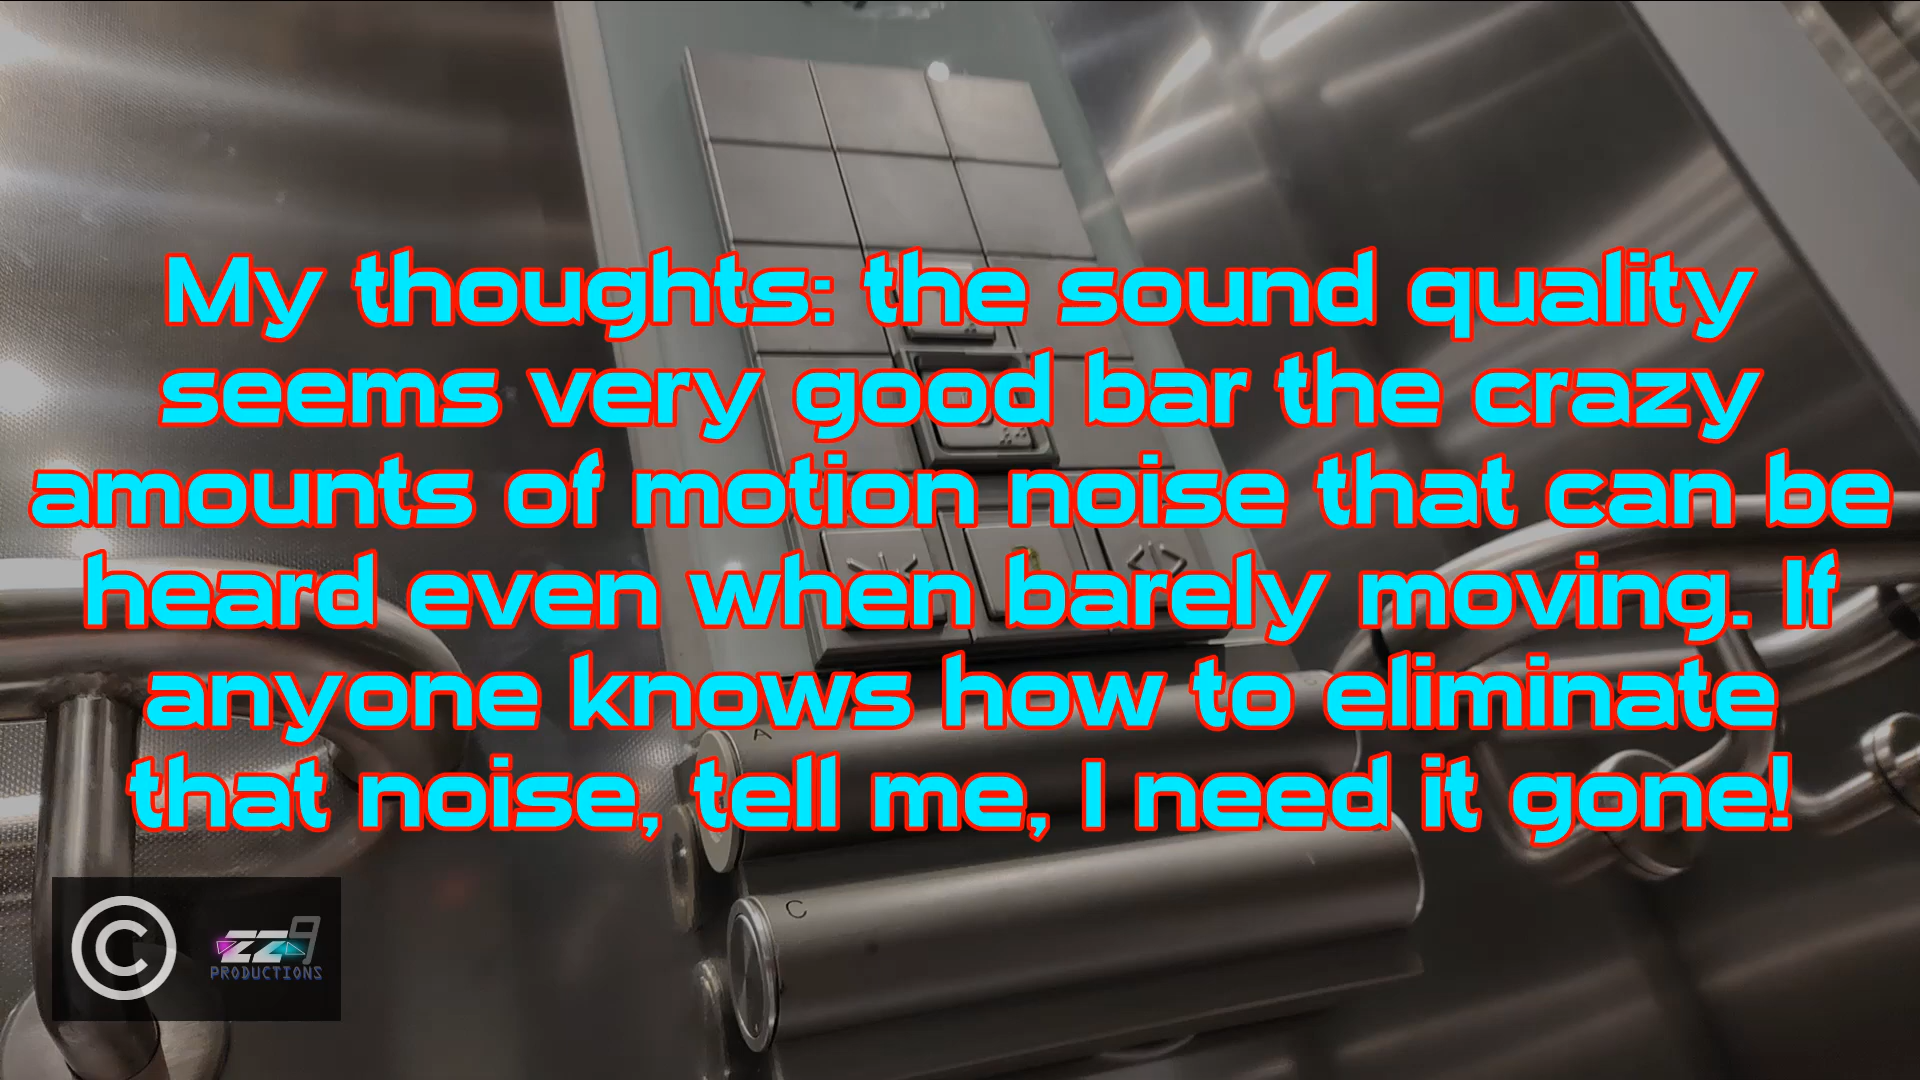 My thoughts: the sound quality
seems very good bar the crazy
amounts of motion noise that can be
heard even when barely moving. If
anyone knows how to eliminate
that noise, tell me, I need it gone!
A
C
©
ZZ9
PRODUCTIONS